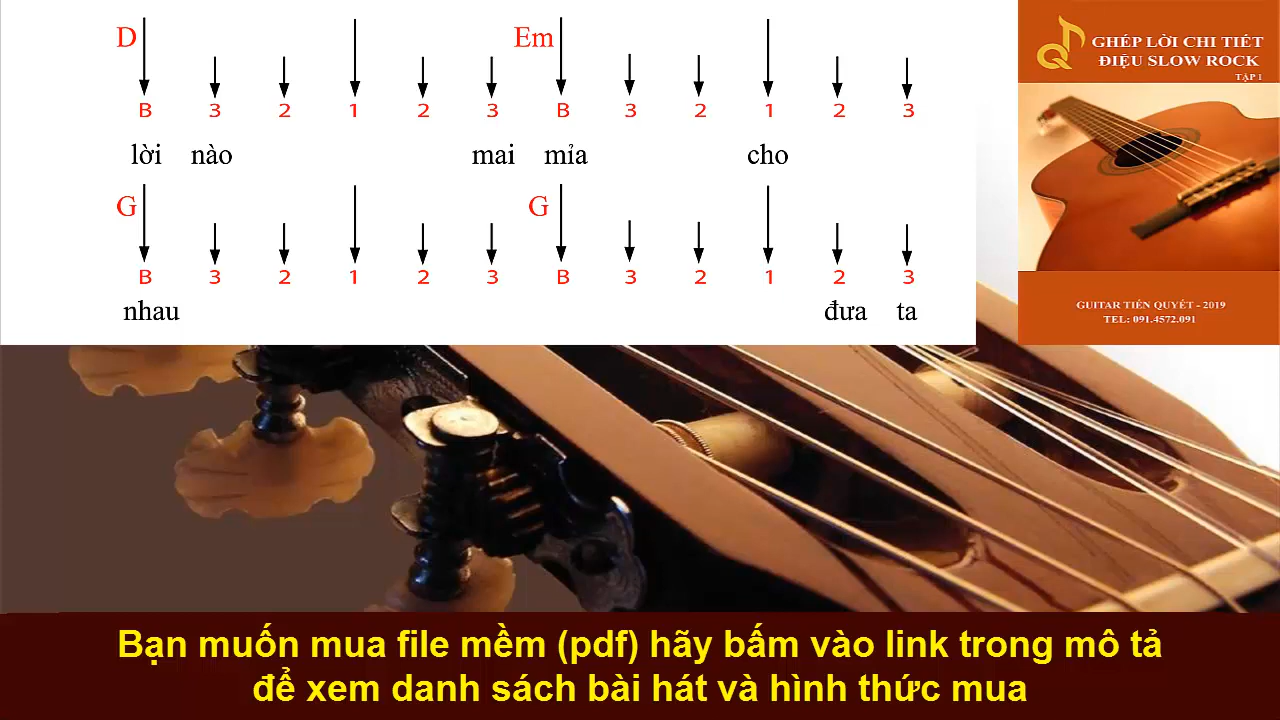 D Em
B 3 2 1 2 3 B 3 2 1 2 3
lời nào mai mỉa cho
G G
B 3 2 1 2 3 B 3 2 1 2 3
nhau đưa ta
GHÉP LỜI CHI TIẾT
ĐIỆU SLOW ROCK
TẬP 1
GUITAR TIẾN QUYẾT - 2019
TEL: 091.4572.091
Bạn muốn mua file mềm (pdf) hãy bấm vào link trong mô tả
để xem danh sách bài hát và hình thức mua